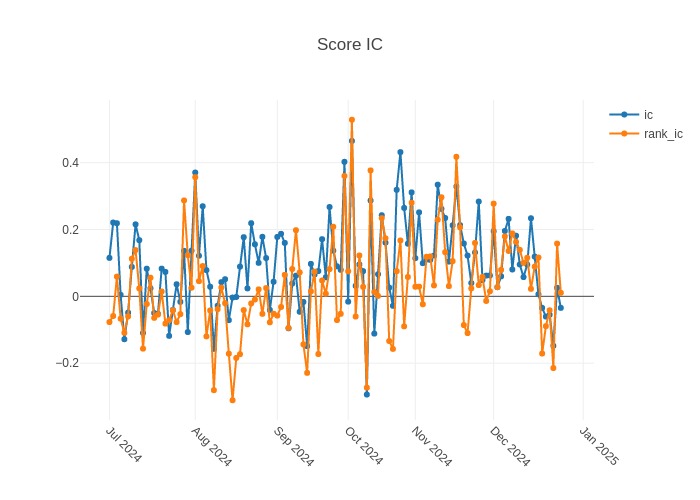 Score IC
ic
rank_ic
0.4
0.2
0
−0.2
Jul 2024
Aug 2024
Sep 2024
Oct 2024
Nov 2024
Dec 2024
Jan 2025